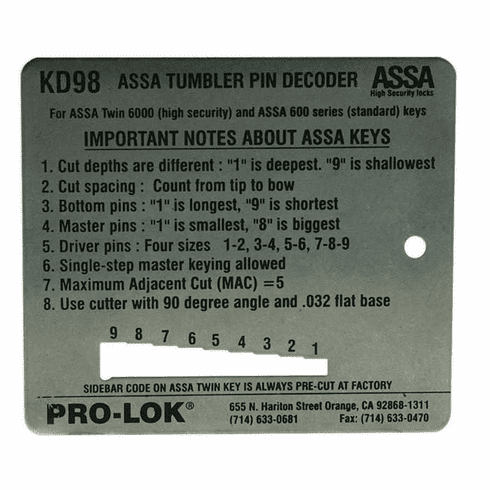 KD98 ASSA TUMBLER PIN DECODER ASSA
High Security locks
For ASSA Twin 6000 (high security) and ASSA 600 series (standard) keys
IMPORTANT NOTES ABOUT ASSA KEYS
1. Cut depths are different : "1" is deepest. "9" is shallowest
2. Cut spacing : Count from tip to bow
3. Bottom pins : "1" is longest, "9" is shortest
4. Master pins : "1" is smallest, "8" is biggest
5. Driver pins : Four sizes 1-2, 3-4, 5-6, 7-8-9
6. Single-step master keying allowed
7. Maximum Adjacent Cut (MAC) =5
8. Use cutter with 90 degree angle and .032 flat base
9 8 7 6 5 4 3 2 1
SIDEBAR CODE ON ASSA TWIN KEY IS ALWAYS PRE-CUT AT FACTORY
PRO-LOK® 655 N. Hariton Street Orange, CA 92868-1311
(714) 633-0681 Fax: (714) 633-0470